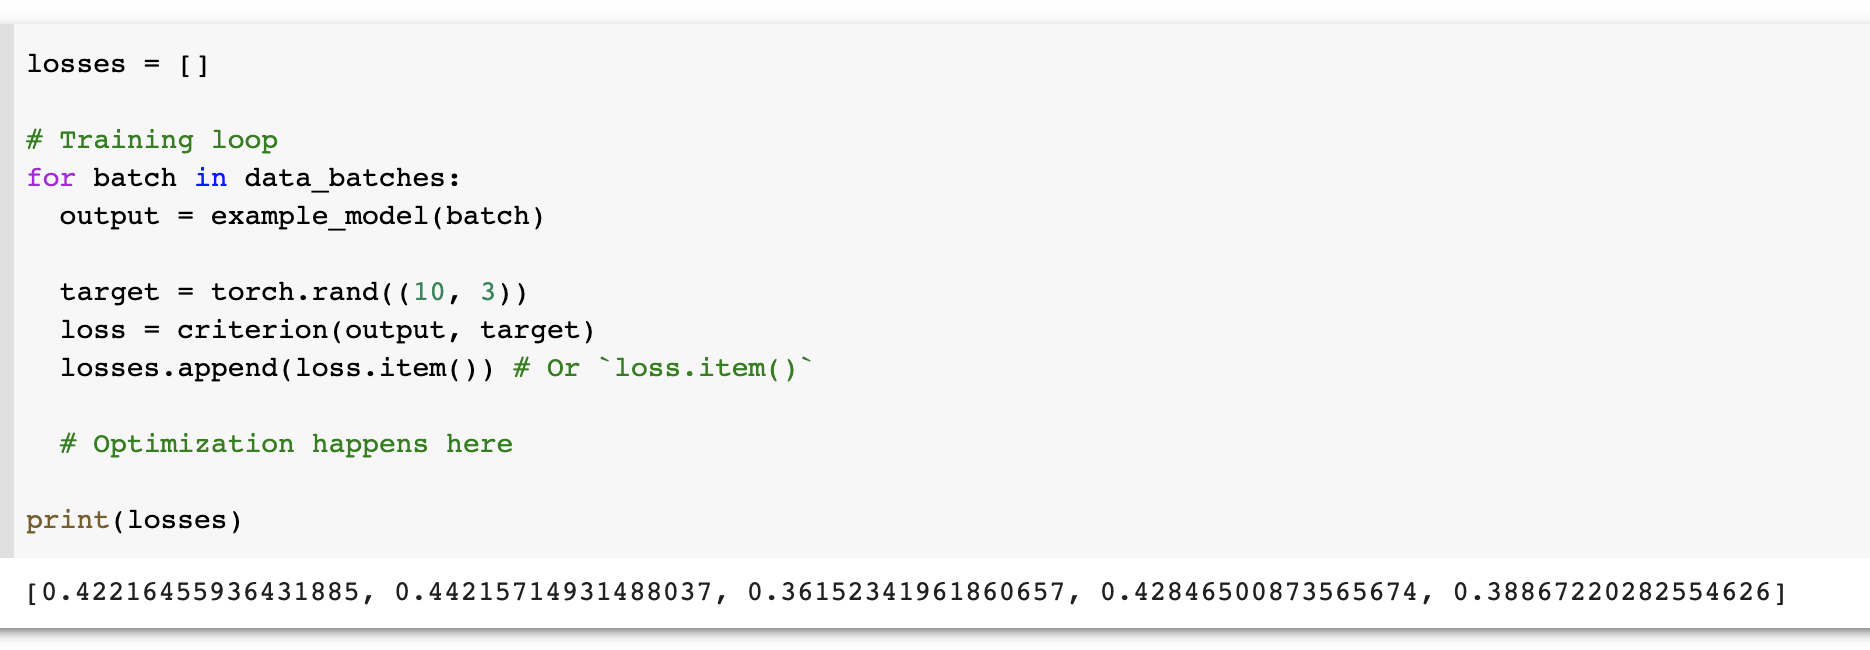 losses = []
# Training loop
for batch in data_batches:
  output = example_model(batch)
  target = torch.rand((10, 3))
  loss = criterion(output, target)
  losses.append(loss.item()) # Or `loss.item()`
  # Optimization happens here
print(losses)
[0.42216455936431885, 0.44215714931488037, 0.36152341961860657, 0.42846500873565674, 0.38867220282554626]